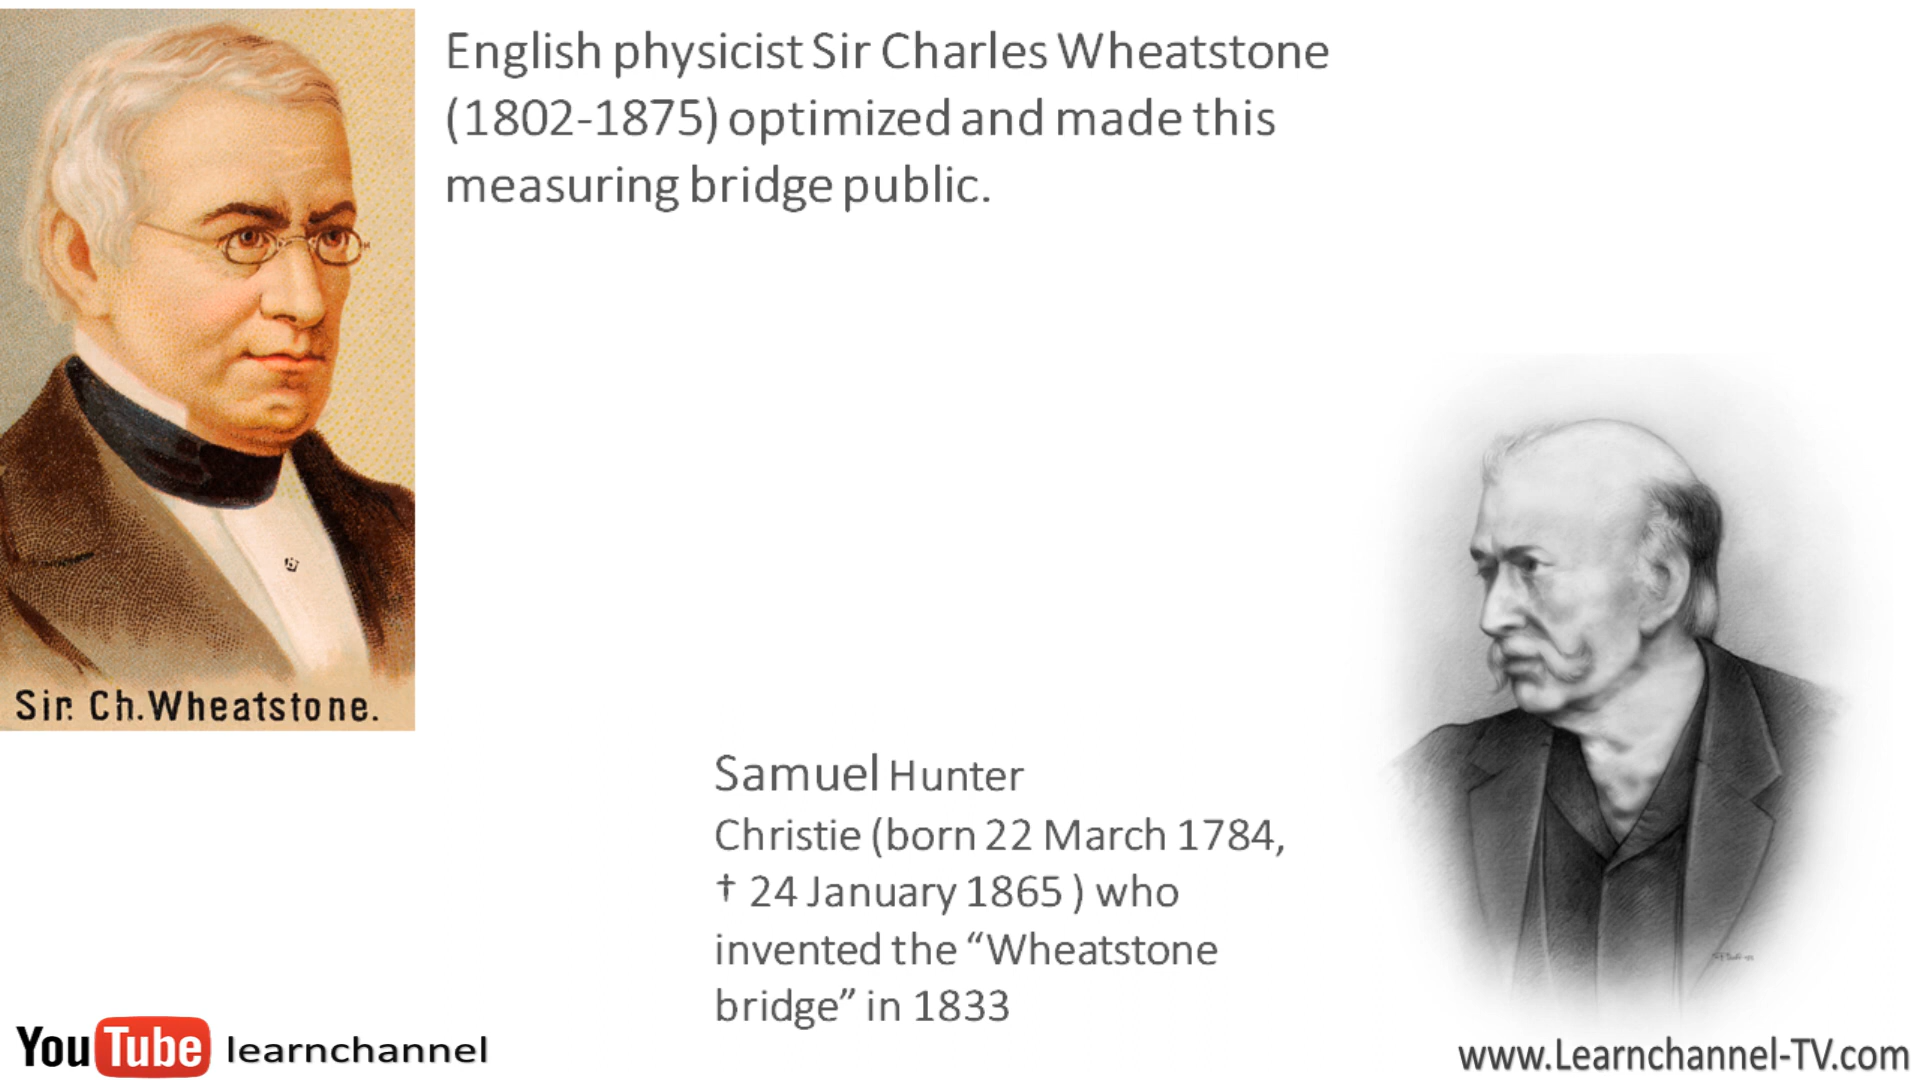 English physicist Sir Charles Wheatstone
(1802-1875) optimized and made this
measuring bridge public.
Sir. Ch. Wheatstone.
Samuel Hunter
Christie (born 22 March 1784,
† 24 January 1865 ) who
invented the “Wheatstone
bridge” in 1833
YouTube learnchannel
www.Learnchannel-TV.com